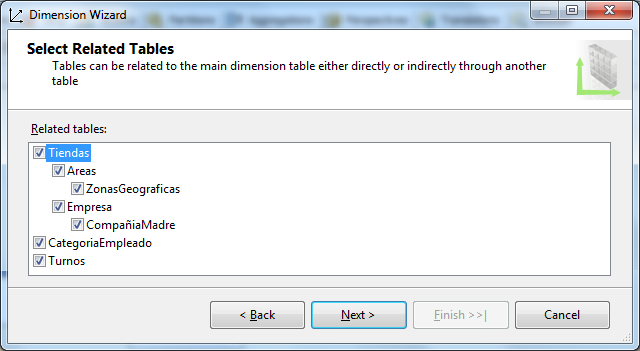 Dimension Wizard
Select Related Tables
Tables can be related to the main dimension table either directly or indirectly through another
table
Related tables:
Tiendas
Areas
ZonasGeograficas
Empresa
CompañiaMadre
CategoriaEmpleado
Turnos
< Back
Next >
Finish >>|
Cancel